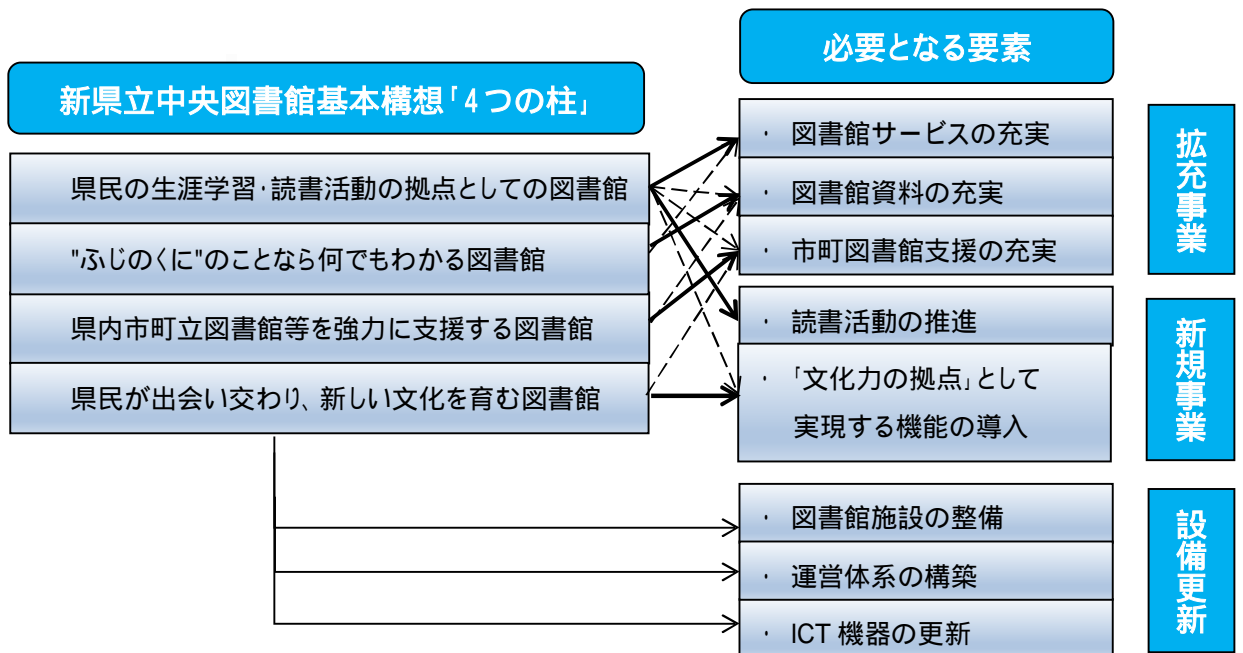 新県立中央図書館基本構想「4つの柱」
県民の生涯学習・読書活動の拠点としての図書館
"ふじのくに"のことなら何でもわかる図書館
県内市町立図書館等を強力に支援する図書館
県民が出会い交わり、新しい文化を育む図書館
必要となる要素
・ 図書館サービスの充実
・ 図書館資料の充実
・ 市町図書館支援の充実
拡充事業
・ 読書活動の推進
・ 「文化力の拠点」として
実現する機能の導入
新規事業
・ 図書館施設の整備
・ 運営体系の構築
・ ICT 機器の更新
設備更新